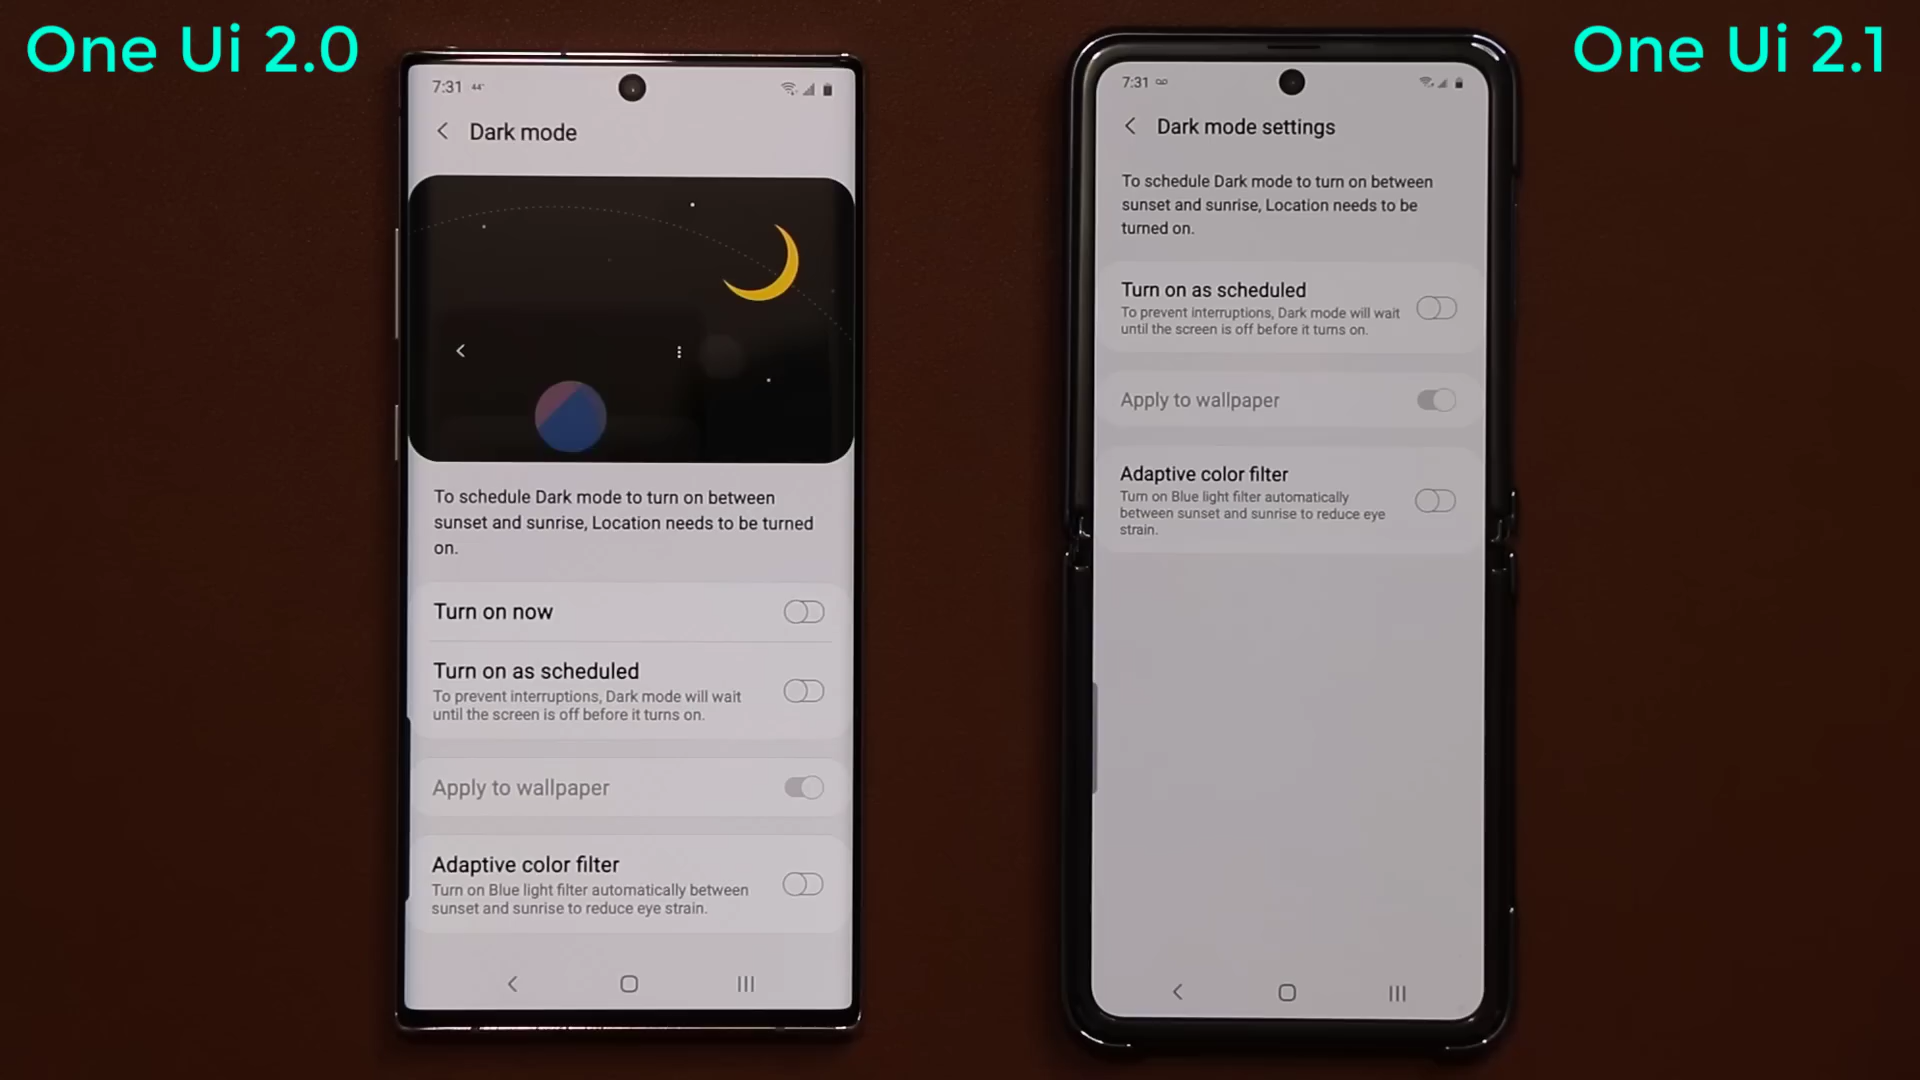 One Ui 2.0
One Ui 2.1
7:31
Dark mode
To schedule Dark mode to turn on between
sunset and sunrise, Location needs to be turned
on.
Turn on now
Turn on as scheduled
To prevent interruptions, Dark mode will wait
until the screen is off before it turns on.
Apply to wallpaper
Adaptive color filter
Turn on Blue light filter automatically between
sunset and sunrise to reduce eye strain.
7:31
Dark mode settings
To schedule Dark mode to turn on between
sunset and sunrise, Location needs to be
turned on.
Turn on as scheduled
To prevent interruptions, Dark mode will wait
until the screen is off before it turns on.
Apply to wallpaper
Adaptive color filter
Turn on Blue light filter automatically
between sunset and sunrise to reduce eye
strain.